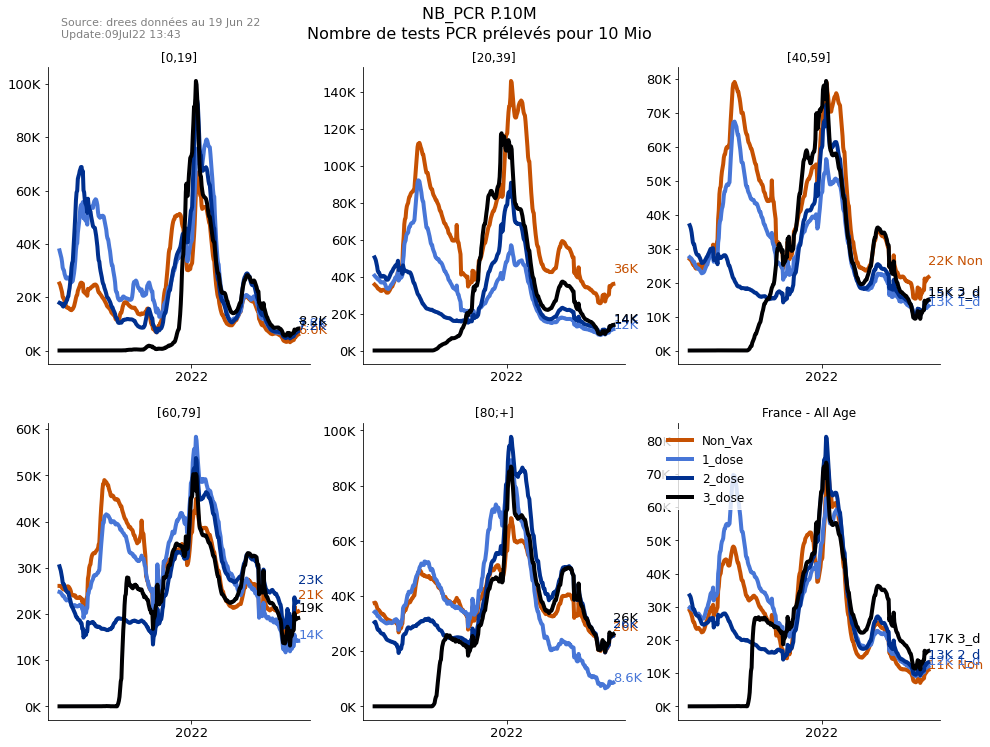 NB_PCR P.10M
Source: drees données au 19 Jun 22
Update:09Jul22 13:43
Nombre de tests PCR prélevés pour 10 Mio
[0,19]
100K
80K
60K
40K
20K
0K
8.2K
6.6K
2022
[20,39]
140K
120K
100K
80K
60K
40K
20K
0K
36K
14K
12K
2022
[40,59]
80K
70K
60K
50K
40K
30K
20K
10K
0K
22K Non
15K 3_d
13K 1_d
2022
[60,79]
60K
50K
40K
30K
20K
10K
0K
23K
21K
19K
14K
2022
[80;+]
100K
80K
60K
40K
20K
0K
26K
26K
8.6K
2022
France - All Age
Non_Vax
1_dose
2_dose
3_dose
80K
70K
60K
50K
40K
30K
20K
10K
0K
17K 3_d
13K 2_d
11K Non
2022